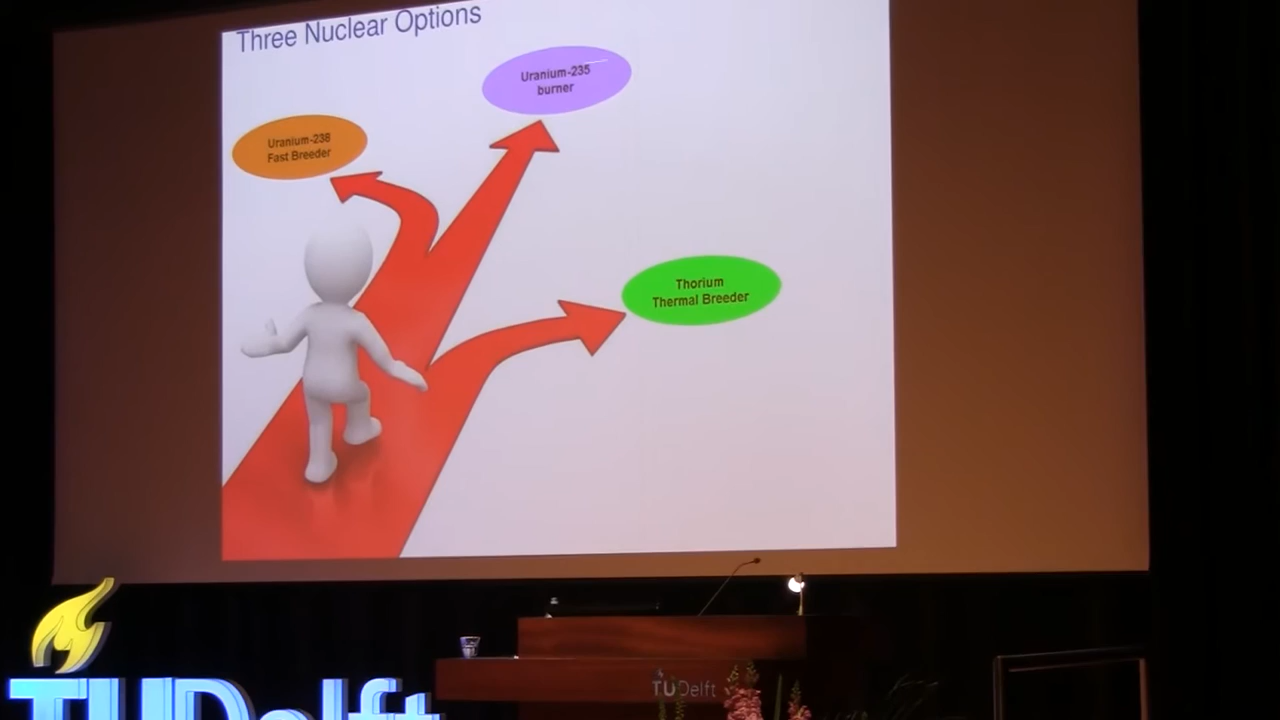 Three Nuclear Options
Uranium-235
burner
Uranium-238
Fast Breeder
Thorium
Thermal Breeder
TUDelft
TUDelft